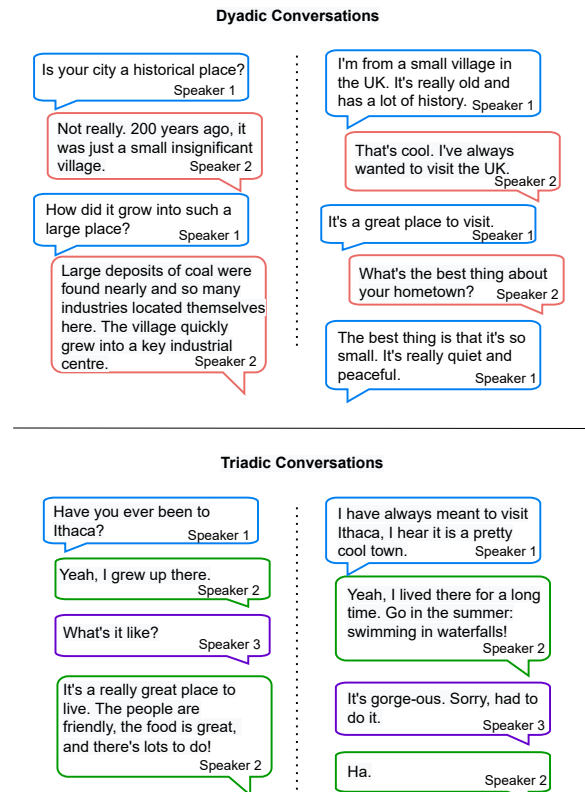 Dyadic Conversations
Is your city a historical place?
Speaker 1
Not really. 200 years ago, it
was just a small insignificant
village.
Speaker 2
How did it grow into such a
large place?
Speaker 1
Large deposits of coal were
found nearly and so many
industries located themselves
here. The village quickly
grew into a key industrial
centre.
Speaker 2
I'm from a small village in
the UK. It's really old and
has a lot of history.
Speaker 1
That's cool. I've always
wanted to visit the UK.
Speaker 2
It's a great place to visit.
Speaker 1
What's the best thing about
your hometown?
Speaker 2
The best thing is that it's so
small. It's really quiet and
peaceful.
Speaker 1
Triadic Conversations
Have you ever been to
Ithaca?
Speaker 1
Yeah, I grew up there.
Speaker 2
What's it like?
Speaker 3
It's a really great place to
live. The people are
friendly, the food is great,
and there's lots to do!
Speaker 2
I have always meant to visit
Ithaca, I hear it is a pretty
cool town.
Speaker 1
Yeah, I lived there for a long
time. Go in the summer:
swimming in waterfalls!
Speaker 2
It's gorge-ous. Sorry, had to
do it.
Speaker 3
Ha.
Speaker 2